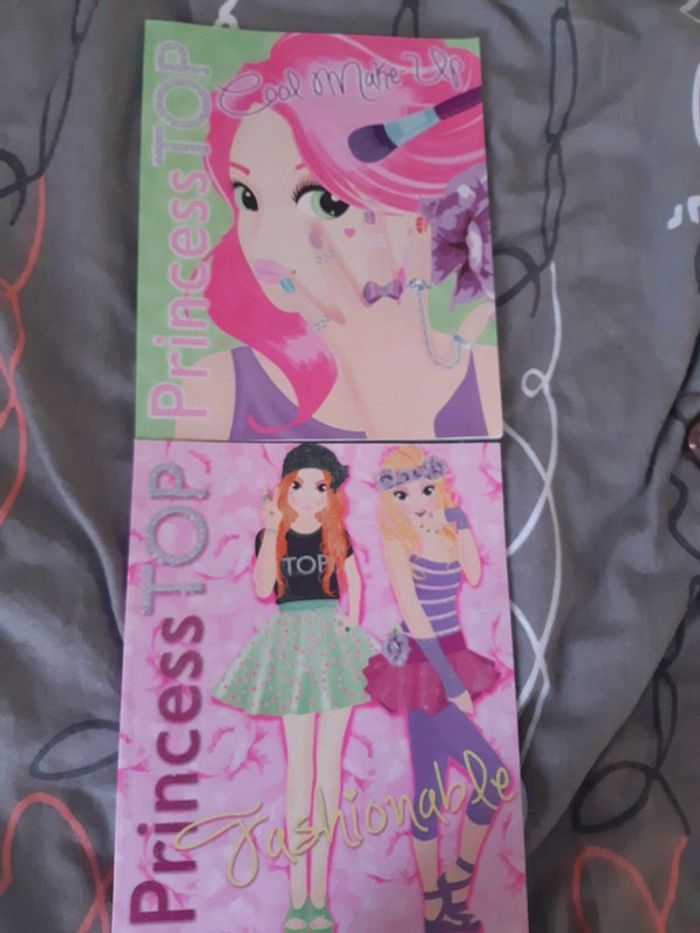 Princess TOP
Cool Make-Up
Princess TOP
TOP
Fashionable